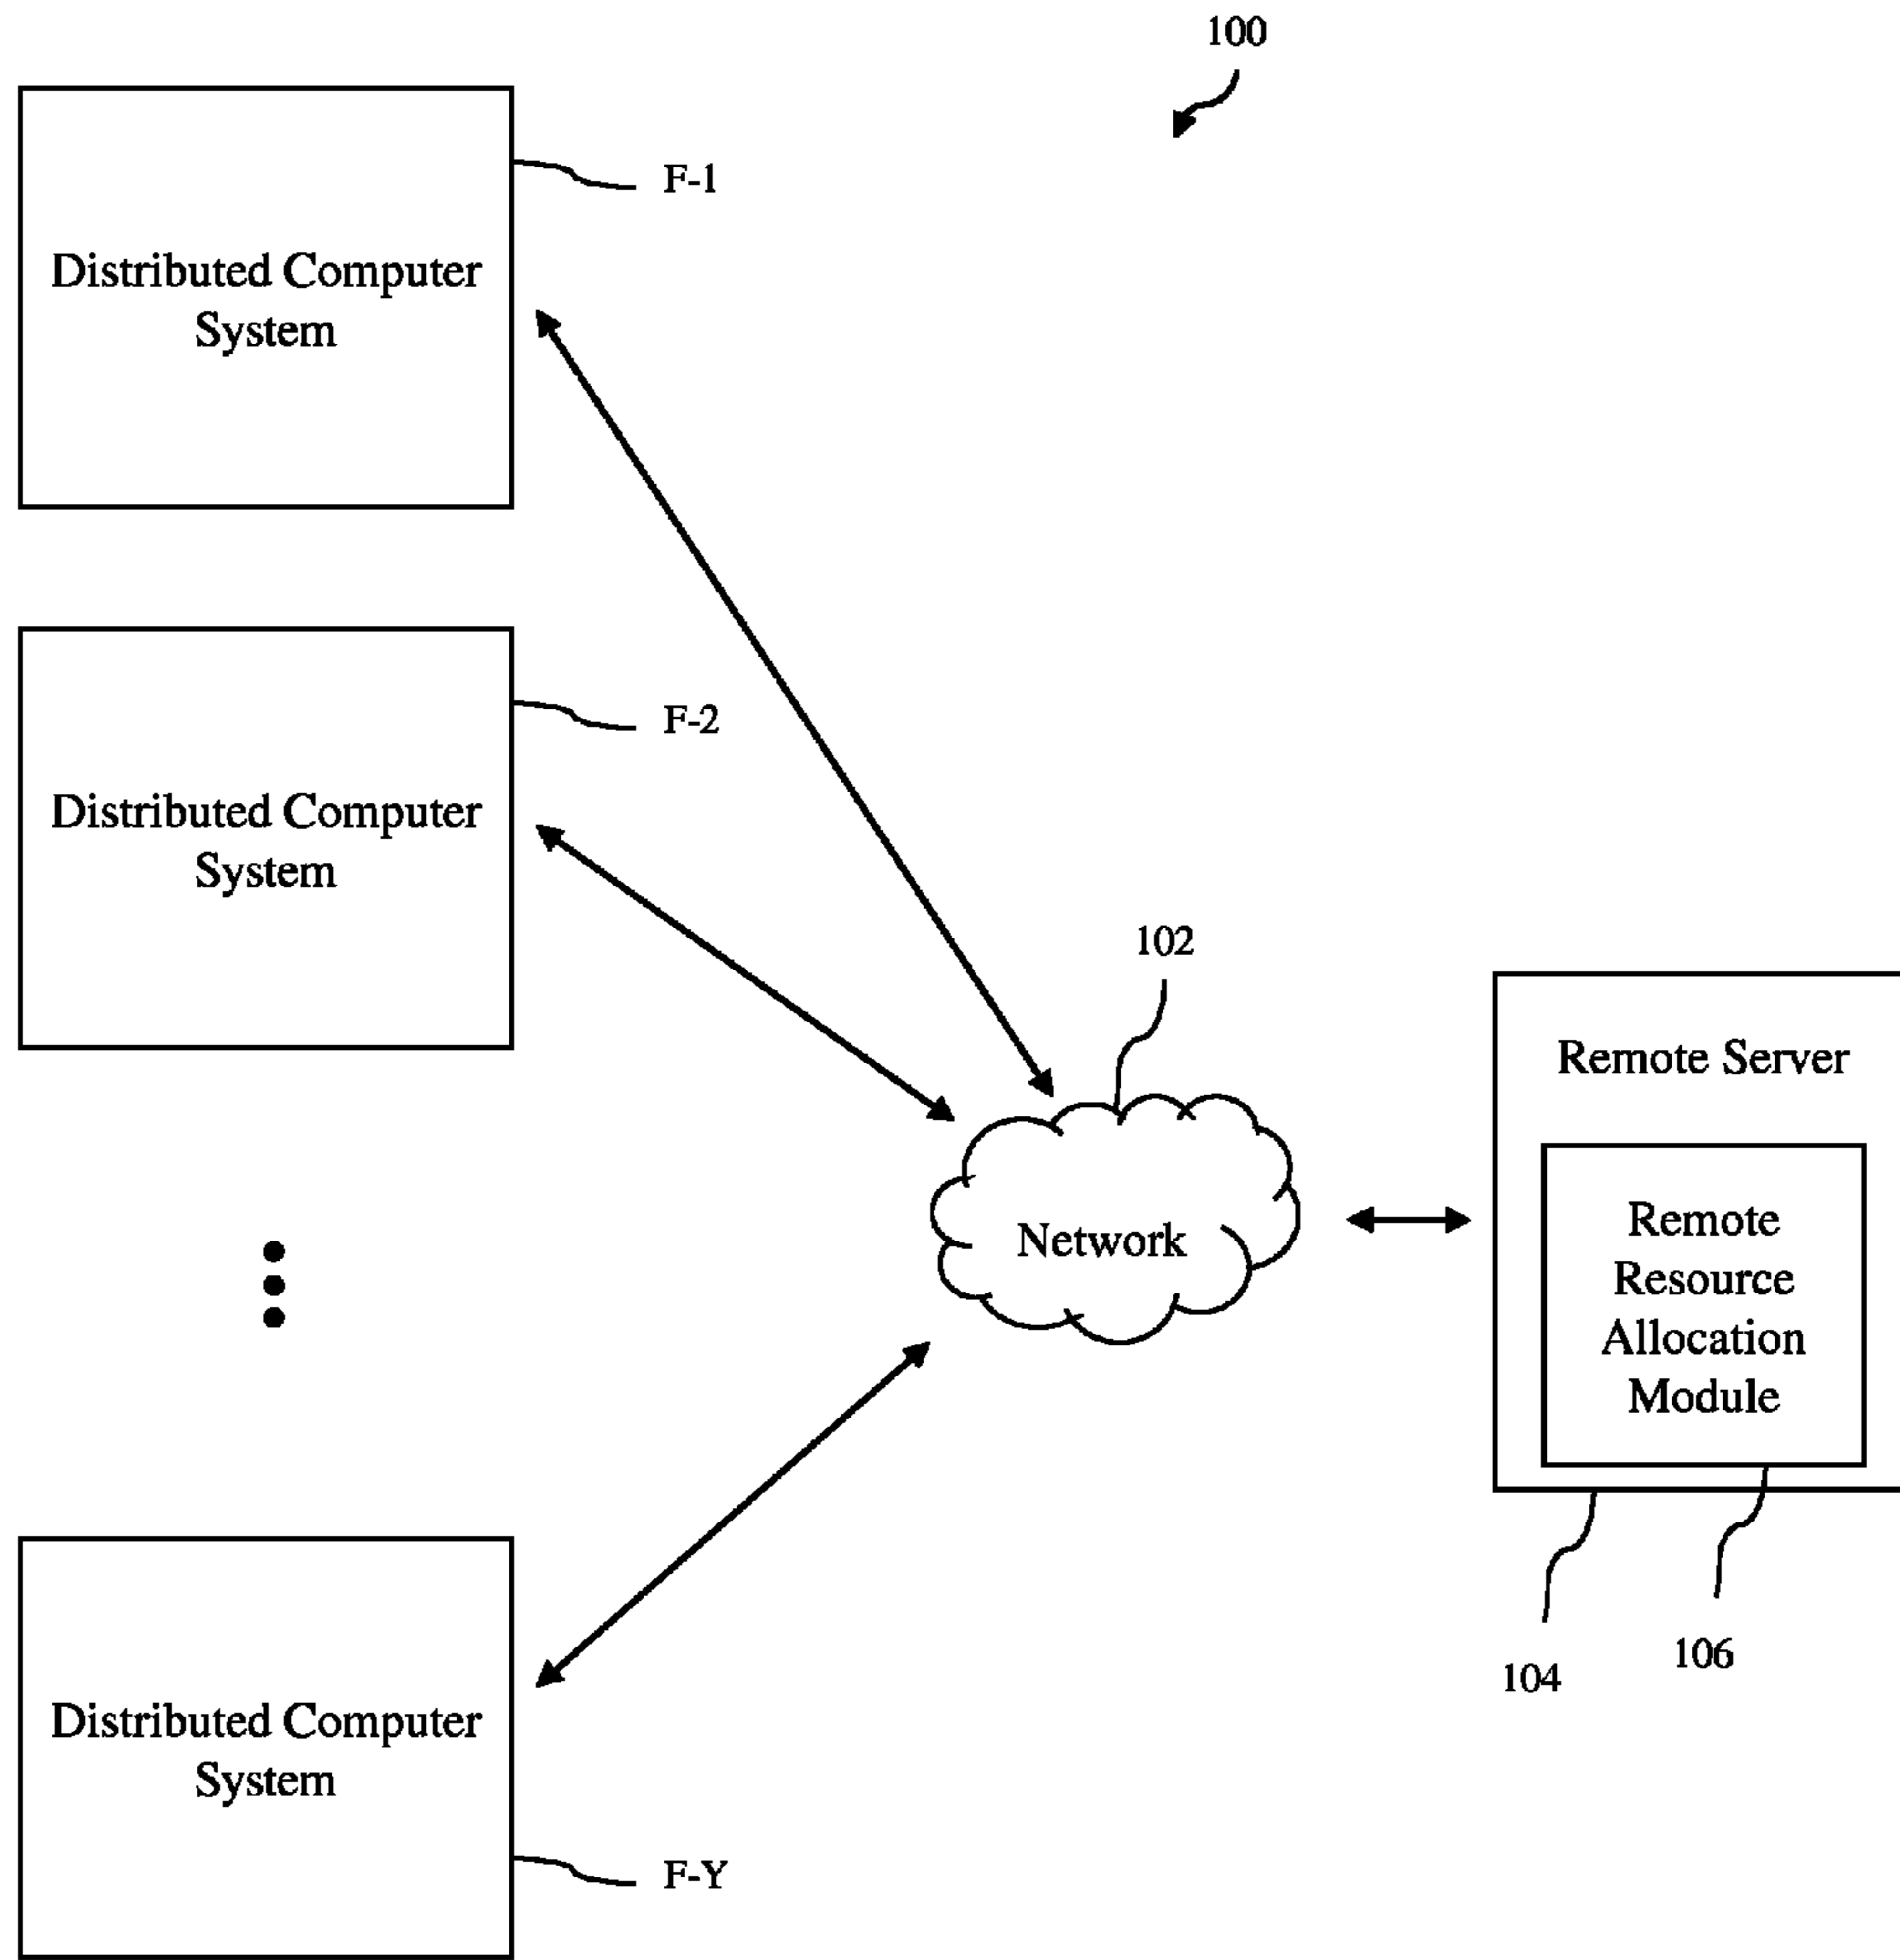 100
F-1
Distributed Computer
System
F-2
Distributed Computer
System
102
Remote Server
Network
Remote
Resource
Allocation
Module
104
106
Distributed Computer
System
F-Y